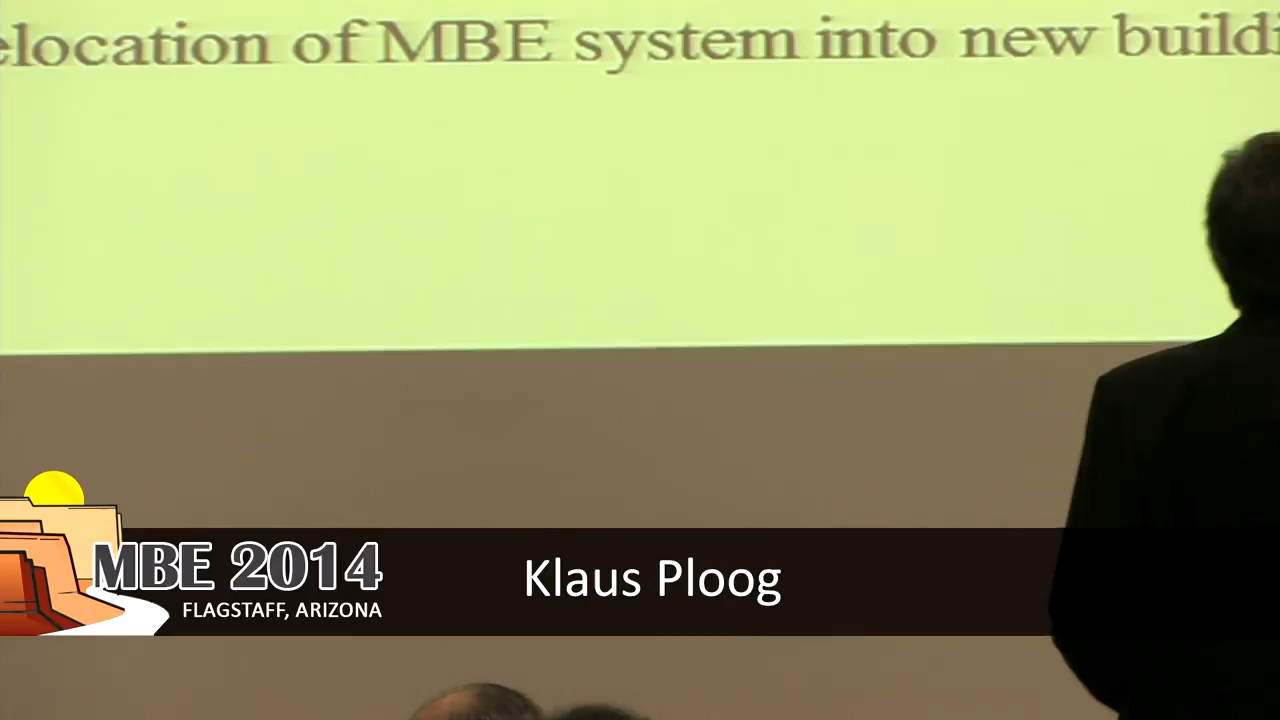 elocation of MBE system into new buildi
MBE 2014
FLAGSTAFF, ARIZONA
Klaus Ploog